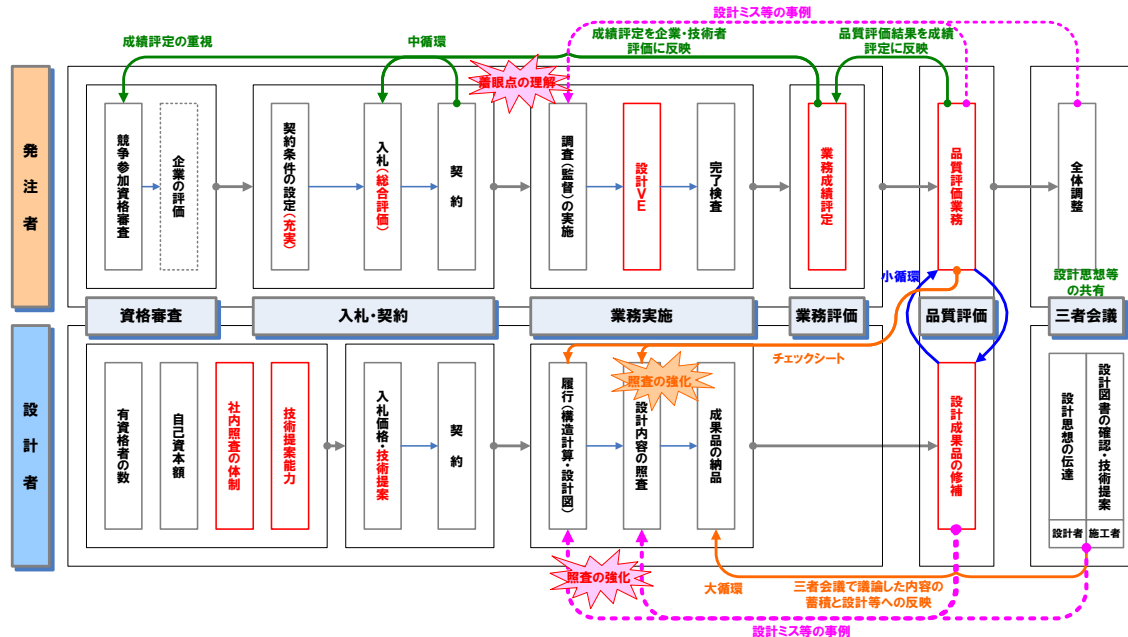 設計ミス等の事例
成績評定の重視
中循環
成績評定を企業・技術者
評価に反映
品質評価結果を成績
評定に反映
着眼点の理解
発注者
競争参加資格審査
企業の評価
契約条件の設定(充実)
入札(総合評価)
契約
調査(監督)の実施
設計VE
完了検査
業務成績評定
品質評価業務
全体調整
小循環
設計思想等
の共有
資格審査
入札・契約
業務実施
業務評価
品質評価
三者会議
チェックシート
設計者
有資格者の数
自己資本額
社内照査の体制
技術提案能力
入札価格・技術提案
契約
履行(構造計算・設計図)
設計内容の照査
照査の強化
成果品の納品
設計成果品の修補
設計思想の伝達
設計図書の確認・技術提案
設計者
施工者
照査の強化
大循環
三者会議で議論した内容の
蓄積と設計等への反映
設計ミス等の事例